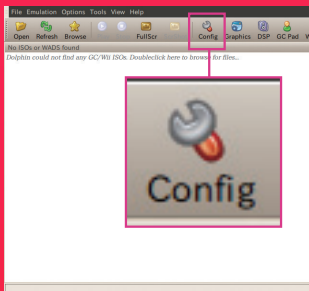 File Emulation Options Tools View Help
Open Refresh Browse FullScr Config Graphics DSP GC Pad W
No ISOs or WADS found
Dolphin could not find any GC/Wii ISOs. Doubleclick here to browse for files...
Config